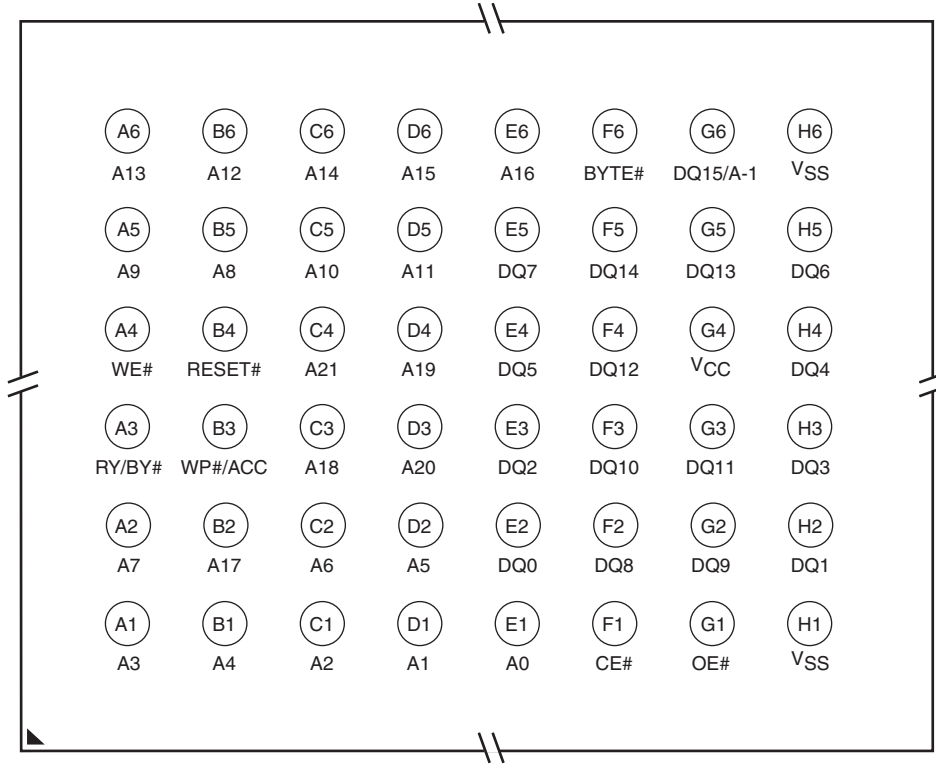 A6 B6 C6 D6 E6 F6 G6 H6
A13 A12 A14 A15 A16 BYTE# DQ15/A-1 VSS
A5 B5 C5 D5 E5 F5 G5 H5
A9 A8 A10 A11 DQ7 DQ14 DQ13 DQ6
A4 B4 C4 D4 E4 F4 G4 H4
WE# RESET# A21 A19 DQ5 DQ12 VCC DQ4
A3 B3 C3 D3 E3 F3 G3 H3
RY/BY# WP#/ACC A18 A20 DQ2 DQ10 DQ11 DQ3
A2 B2 C2 D2 E2 F2 G2 H2
A7 A17 A6 A5 DQ0 DQ8 DQ9 DQ1
A1 B1 C1 D1 E1 F1 G1 H1
A3 A4 A2 A1 A0 CE# OE# VSS